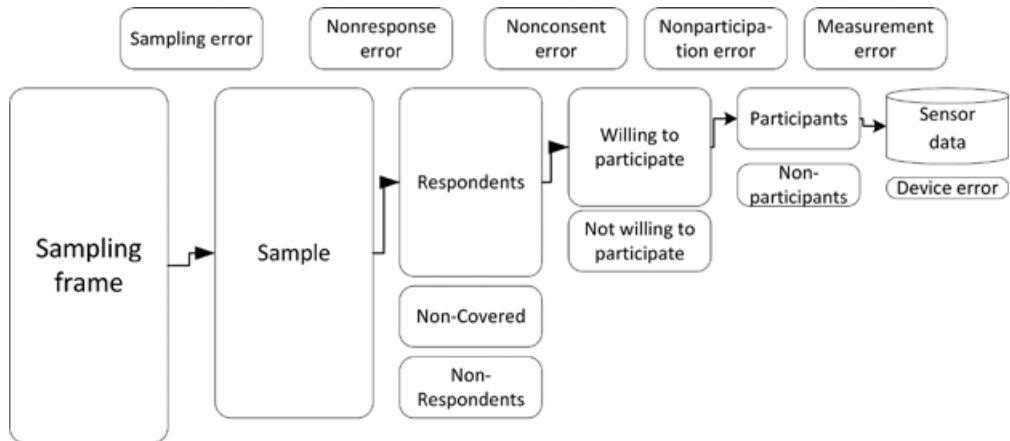 Sampling error
Nonresponse
error
Nonconsent
error
Nonparticipa-
tion error
Measurement
error
Sampling
frame
Sample
Respondents
Non-Covered
Non-
Respondents
Willing to
participate
Not willing to
participate
Participants
Non-
participants
Sensor
data
Device error